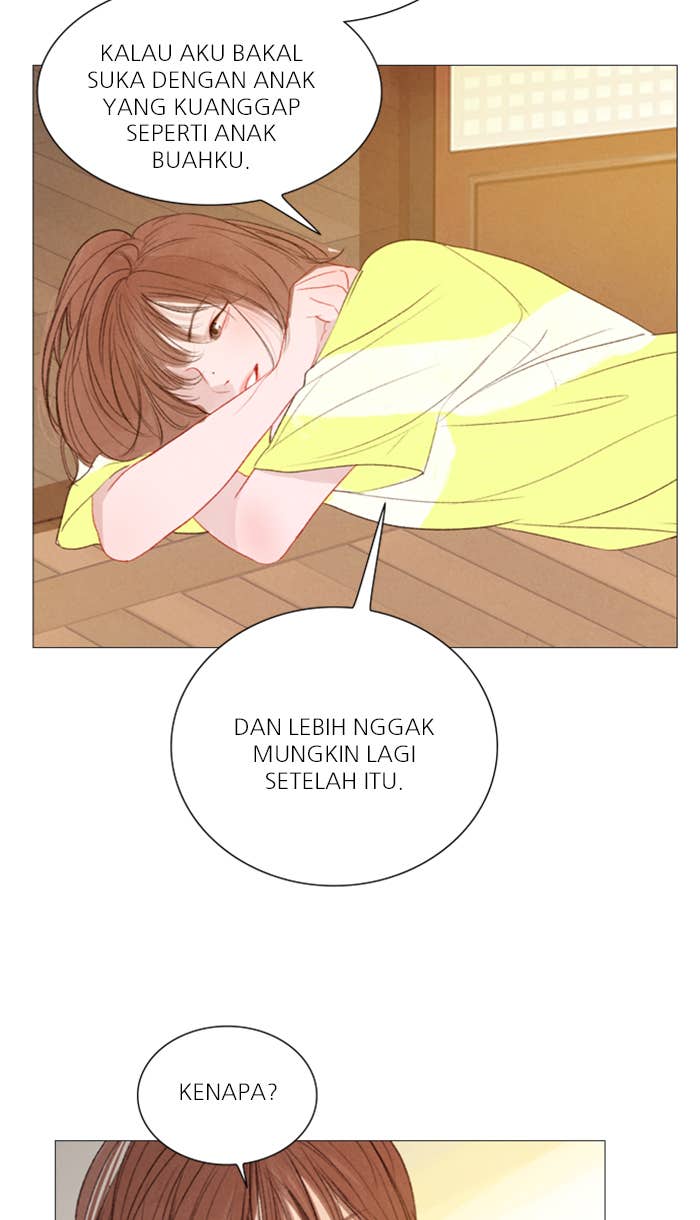 KALAU AKU BAKAL
SUKA DENGAN ANAK
YANG KUANGGAP
SEPERTI ANAK
BUAHKU.
DAN LEBIH NGGAK
MUNGKIN LAGI
SETELAH ITU.
KENAPA?